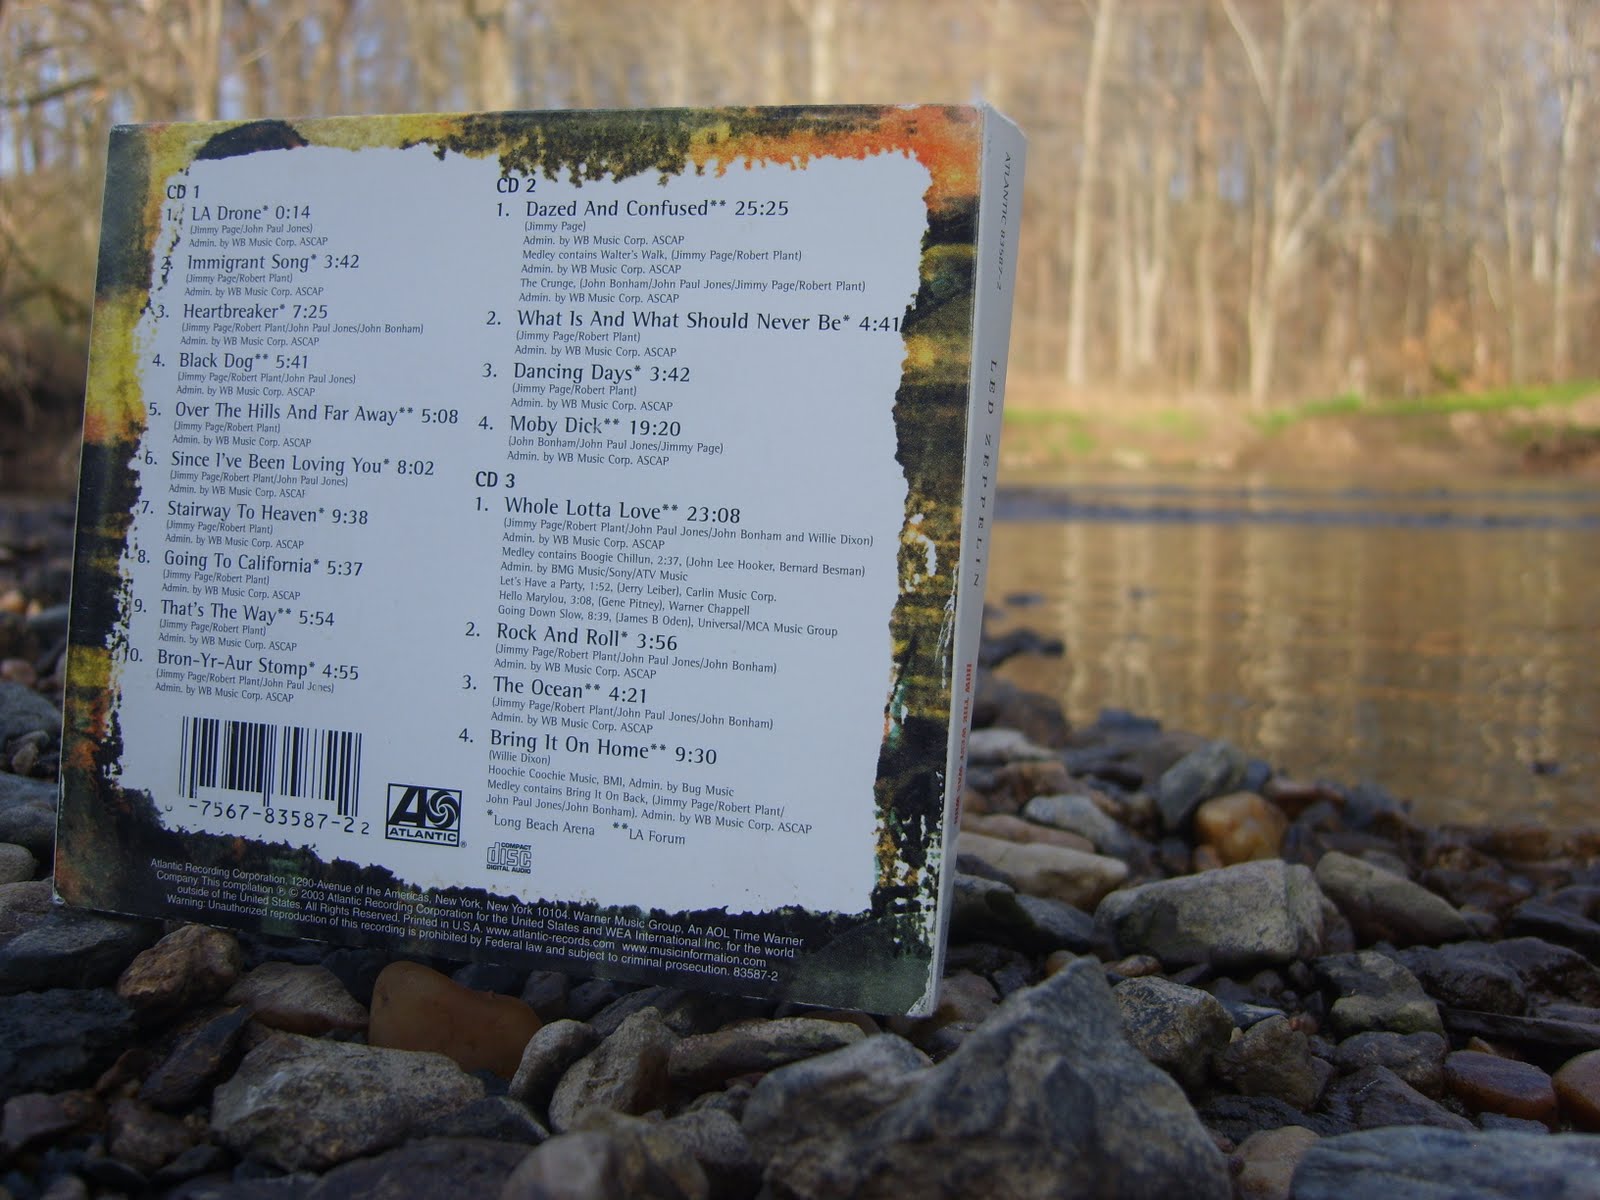 CD 1
1. LA Drone* 0:14
(Jimmy Page/John Paul Jones)
Admin. by WB Music Corp. ASCAP
2. Immigrant Song* 3:42
(Jimmy Page/Robert Plant)
Admin. by WB Music Corp. ASCAP
3. Heartbreaker* 7:25
(Jimmy Page/Robert Plant/John Paul Jones/John Bonham)
Admin. by WB Music Corp. ASCAP
4. Black Dog** 5:41
(Jimmy Page/Robert Plant/John Paul Jones)
Admin. by WB Music Corp. ASCAP
5. Over The Hills And Far Away** 5:08
(Jimmy Page/Robert Plant)
Admin. by WB Music Corp. ASCAP
6. Since I've Been Loving You* 8:02
(Jimmy Page/Robert Plant/John Paul Jones)
Admin. by WB Music Corp. ASCAP
7. Stairway To Heaven* 9:38
(Jimmy Page/Robert Plant)
Admin. by WB Music Corp. ASCAP
8. Going To California* 5:37
(Jimmy Page/Robert Plant)
Admin. by WB Music Corp. ASCAP
9. That's The Way** 5:54
(Jimmy Page/Robert Plant)
Admin. by WB Music Corp. ASCAP
10. Bron-Yr-Aur Stomp* 4:55
(Jimmy Page/Robert Plant/John Paul Jones)
Admin. by WB Music Corp. ASCAP
0 -7567-83587-2 2
ATLANTIC®
CD 2
1. Dazed And Confused** 25:25
(Jimmy Page)
Admin. by WB Music Corp. ASCAP
Medley contains Walter's Walk, (Jimmy Page/Robert Plant)
Admin. by WB Music Corp. ASCAP
The Crunge, (John Bonham/John Paul Jones/Jimmy Page/Robert Plant)
Admin. by WB Music Corp. ASCAP
2. What Is And What Should Never Be* 4:41
(Jimmy Page/Robert Plant)
Admin. by WB Music Corp. ASCAP
3. Dancing Days* 3:42
(Jimmy Page/Robert Plant)
Admin. by WB Music Corp. ASCAP
4. Moby Dick** 19:20
(John Bonham/John Paul Jones/Jimmy Page)
Admin. by WB Music Corp. ASCAP
CD 3
1. Whole Lotta Love** 23:08
(Jimmy Page/Robert Plant/John Paul Jones/John Bonham and Willie Dixon)
Admin. by WB Music Corp. ASCAP
Medley contains Boogie Chillun, 2:37, (John Lee Hooker, Bernard Besman)
Admin. by BMG Music/Sony/ATV Music
Let's Have a Party, 1:52, (Jerry Leiber), Carlin Music Corp.
Hello Marylou, 3:08, (Gene Pitney), Warner Chappell
Going Down Slow, 8:39, (James B Oden), Universal/MCA Music Group
2. Rock And Roll* 3:56
(Jimmy Page/Robert Plant/John Paul Jones/John Bonham)
Admin. by WB Music Corp. ASCAP
3. The Ocean** 4:21
(Jimmy Page/Robert Plant/John Paul Jones/John Bonham)
Admin. by WB Music Corp. ASCAP
4. Bring It On Home** 9:30
(Willie Dixon)
Hoochie Coochie Music, BMI, Admin. by Bug Music
Medley contains Bring It On Back, (Jimmy Page/Robert Plant/
John Paul Jones/John Bonham). Admin. by WB Music Corp. ASCAP
*Long Beach Arena **LA Forum
COMPACT
disc
DIGITAL AUDIO
Atlantic Recording Corporation, 1290-Avenue of the Americas, New York, New York 10104. Warner Music Group, An AOL Time Warner
Company This compilation ℗ © 2003 Atlantic Recording Corporation for the United States and WEA International Inc. for the world
outside of the United States. All Rights Reserved. Printed in U.S.A. www.atlantic-records.com www.musicinformation.com
Warning: Unauthorized reproduction of this recording is prohibited by Federal law and subject to criminal prosecution. 83587-2
ATLANTIC 83587-2
LED ZEPPELIN
HOW THE WEST WAS WON